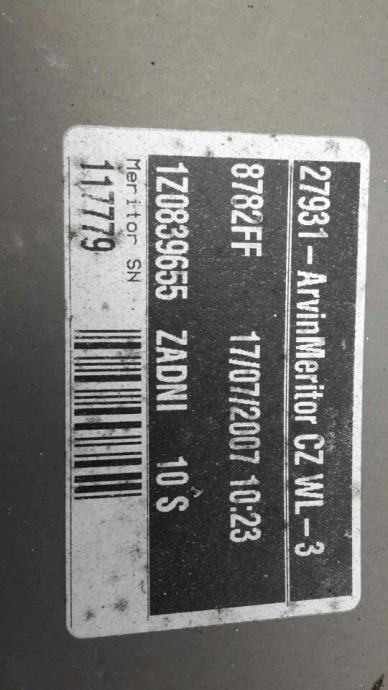 27931-ArvinMeritor CZ WL-3
8782FF 17/07/2007 10:23
1Z0839655 ZADNI 10 S
Meritor SN
117779